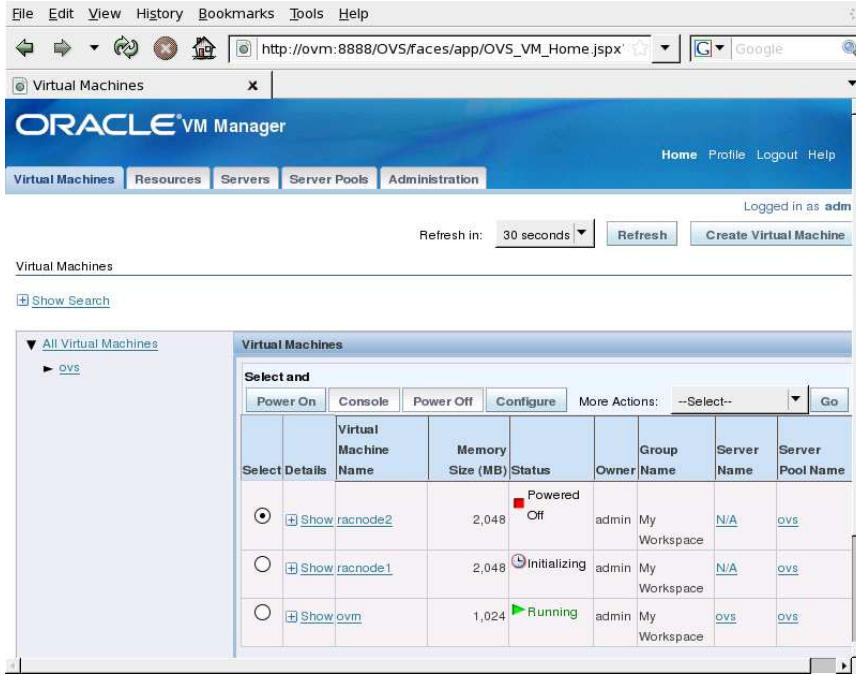 File Edit View History Bookmarks Tools Help
http://ovm:8888/OVS/faces/app/OVS_VM_Home.jspx'
G Google
Virtual Machines x
ORACLE VM Manager
Home Profile Logout Help
Virtual Machines Resources Servers Server Pools Administration
Logged in as adm
Refresh in: 30 seconds Refresh Create Virtual Machine
Virtual Machines
Show Search
All Virtual Machines
ovs
Virtual Machines
Select and
Power On Console Power Off Configure More Actions: --Select-- Go
Select Details Virtual Machine Name Memory Size (MB) Status Owner Group Name Server Name Server Pool Name
Show racnode2 2,048 Powered Off admin My Workspace N/A ovs
Show racnode1 2,048 Initializing admin My Workspace N/A ovs
Show ovm 1,024 Running admin My Workspace ovs ovs